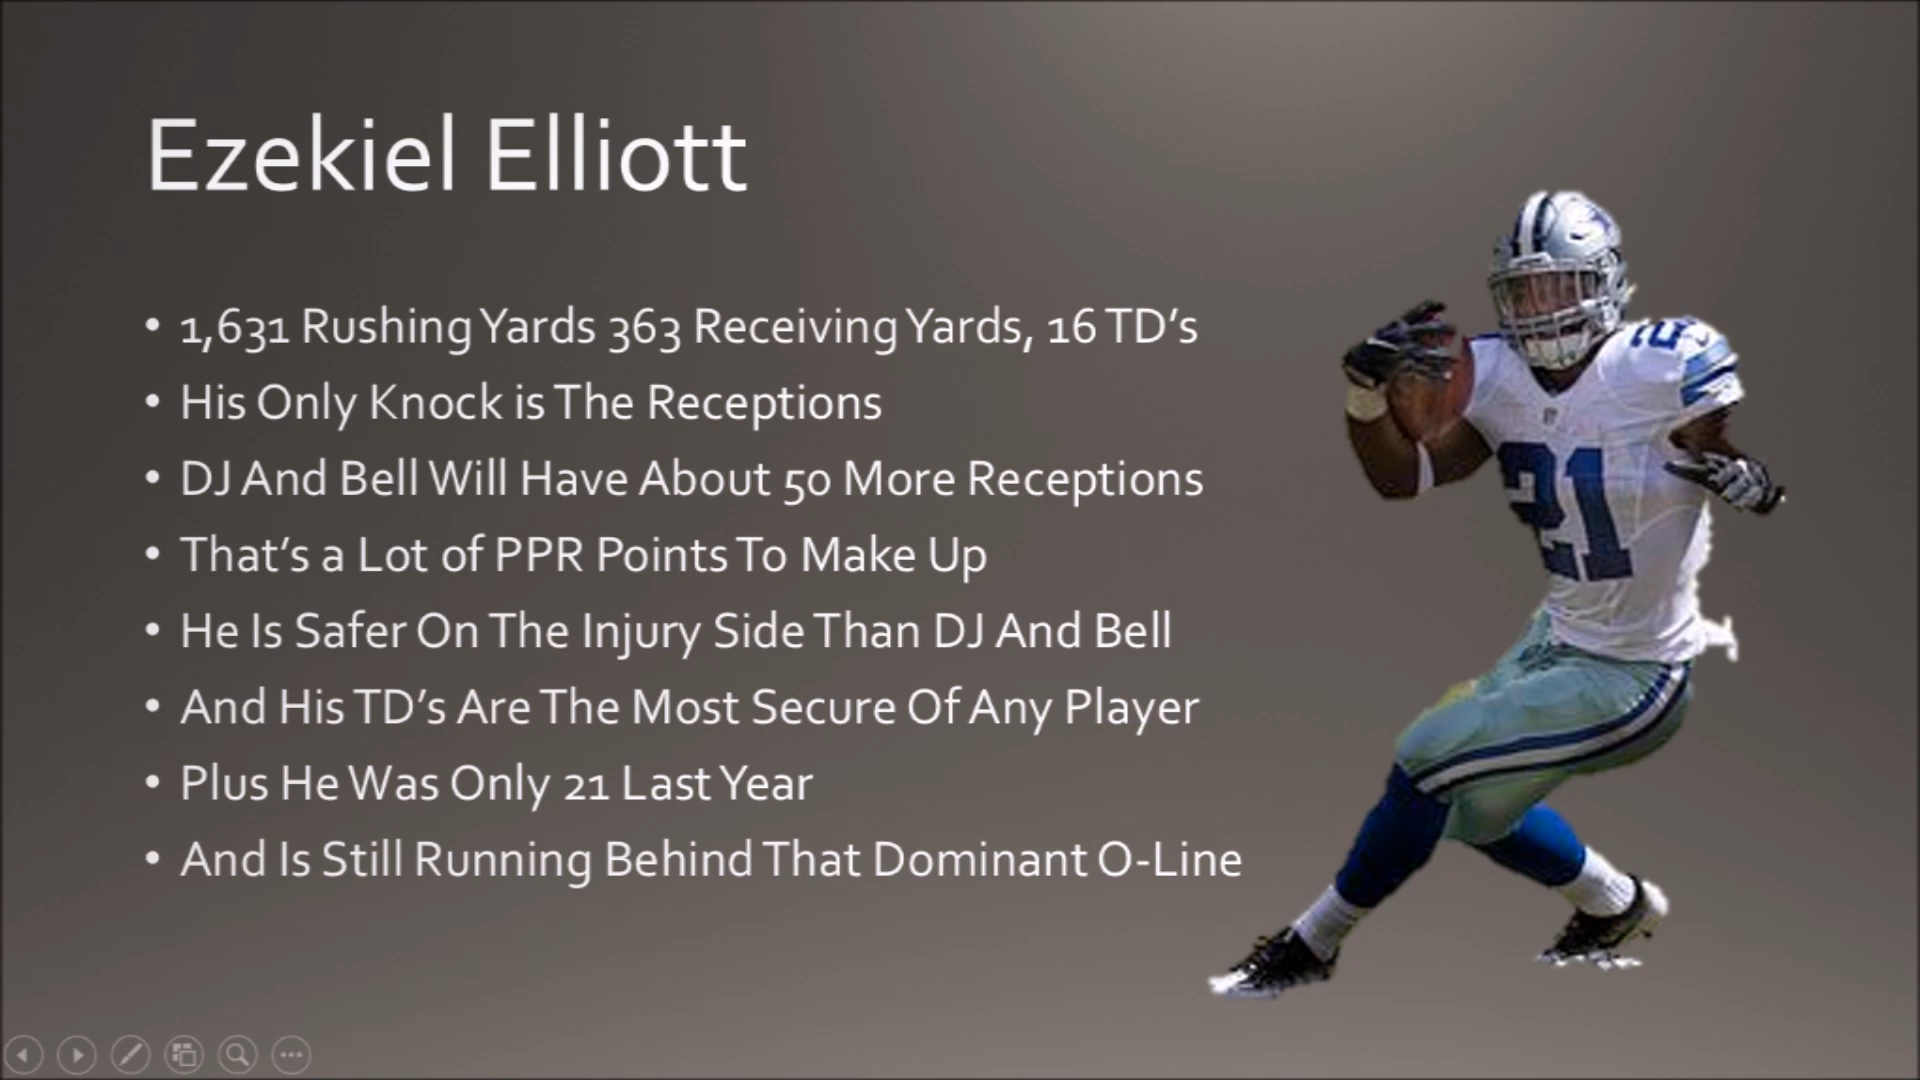 Ezekiel Elliott
• 1,631 Rushing Yards 363 Receiving Yards, 16 TD’s
• His Only Knock is The Receptions
• DJ And Bell Will Have About 50 More Receptions
• That’s a Lot of PPR Points To Make Up
• He Is Safer On The Injury Side Than DJ And Bell
• And His TD’s Are The Most Secure Of Any Player
• Plus He Was Only 21 Last Year
• And Is Still Running Behind That Dominant O-Line
21
2